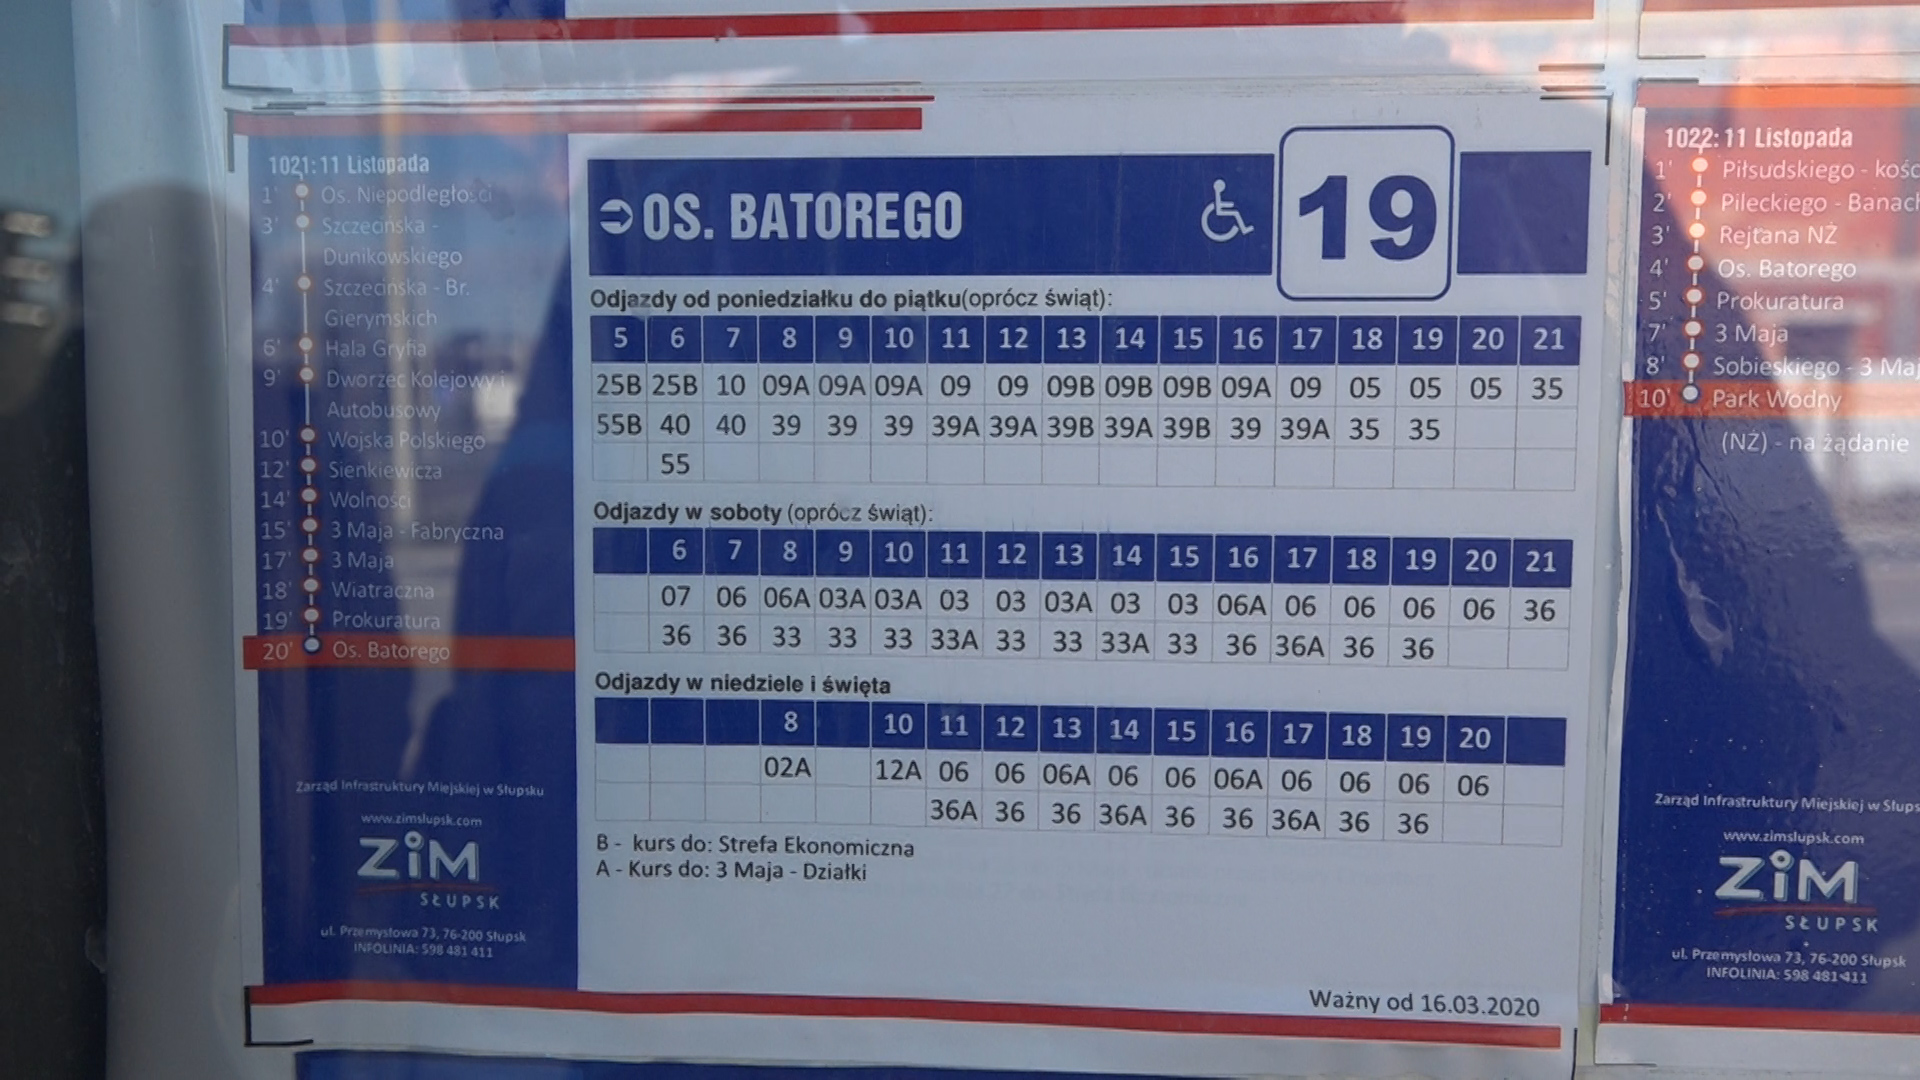 1021: 11 Listopada
1' Os. Niepodległości
3' Szczecińska -
Dunikowskiego
4' Szczecińska - Br.
Gierymskich
6' Hala Gryfia
9' Dworzec Kolejowy i
Autobusowy
10' Wojska Polskiego
12' Sienkiewicza
14' Wolności
15' 3 Maja - Fabryczna
17' 3 Maja
18' Wiatraczna
19' Prokuratura
20' Os. Batorego
Zarząd Infrastruktury Miejskiej w Słupsku
www.zimslupsk.com
ZiM
SŁUPSK
ul. Przemysłowa 73, 76-200 Słupsk
INFOLINIA: 598 481 411
OS. BATOREGO 19
Odjazdy od poniedziałku do piątku(oprócz świąt):
5 6 7 8 9 10 11 12 13 14 15 16 17 18 19 20 21
25B 25B 10 09A 09A 09A 09 09 09B 09B 09B 09A 09 05 05 05 35
55B 40 40 39 39 39 39A 39A 39B 39A 39B 39 39A 35 35
55
Odjazdy w soboty (oprócz świąt):
6 7 8 9 10 11 12 13 14 15 16 17 18 19 20 21
07 06 06A 03A 03A 03 03 03A 03 03 06A 06 06 06 06 36
36 36 33 33 33 33A 33 33 33A 33 36 36A 36 36
Odjazdy w niedziele i święta
8 10 11 12 13 14 15 16 17 18 19 20
02A 12A 06 06 06A 06 06 06A 06 06 06 06
36A 36 36 36A 36 36 36A 36 36
B - kurs do: Strefa Ekonomiczna
A - Kurs do: 3 Maja - Działki
Ważny od 16.03.2020
1022: 11 Listopada
1' Piłsudskiego - kośc
2' Pileckiego - Banach
3' Rejtana NŻ
4' Os. Batorego
5' Prokuratura
7' 3 Maja
8' Sobieskiego - 3 Maj
10' Park Wodny
(NŻ) - na żądanie
Zarząd Infrastruktury Miejskiej w Słups
www.zimslupsk.com
ZiM
SŁUPSK
ul. Przemysłowa 73, 76-200 Słupsk
INFOLINIA: 598 481 411